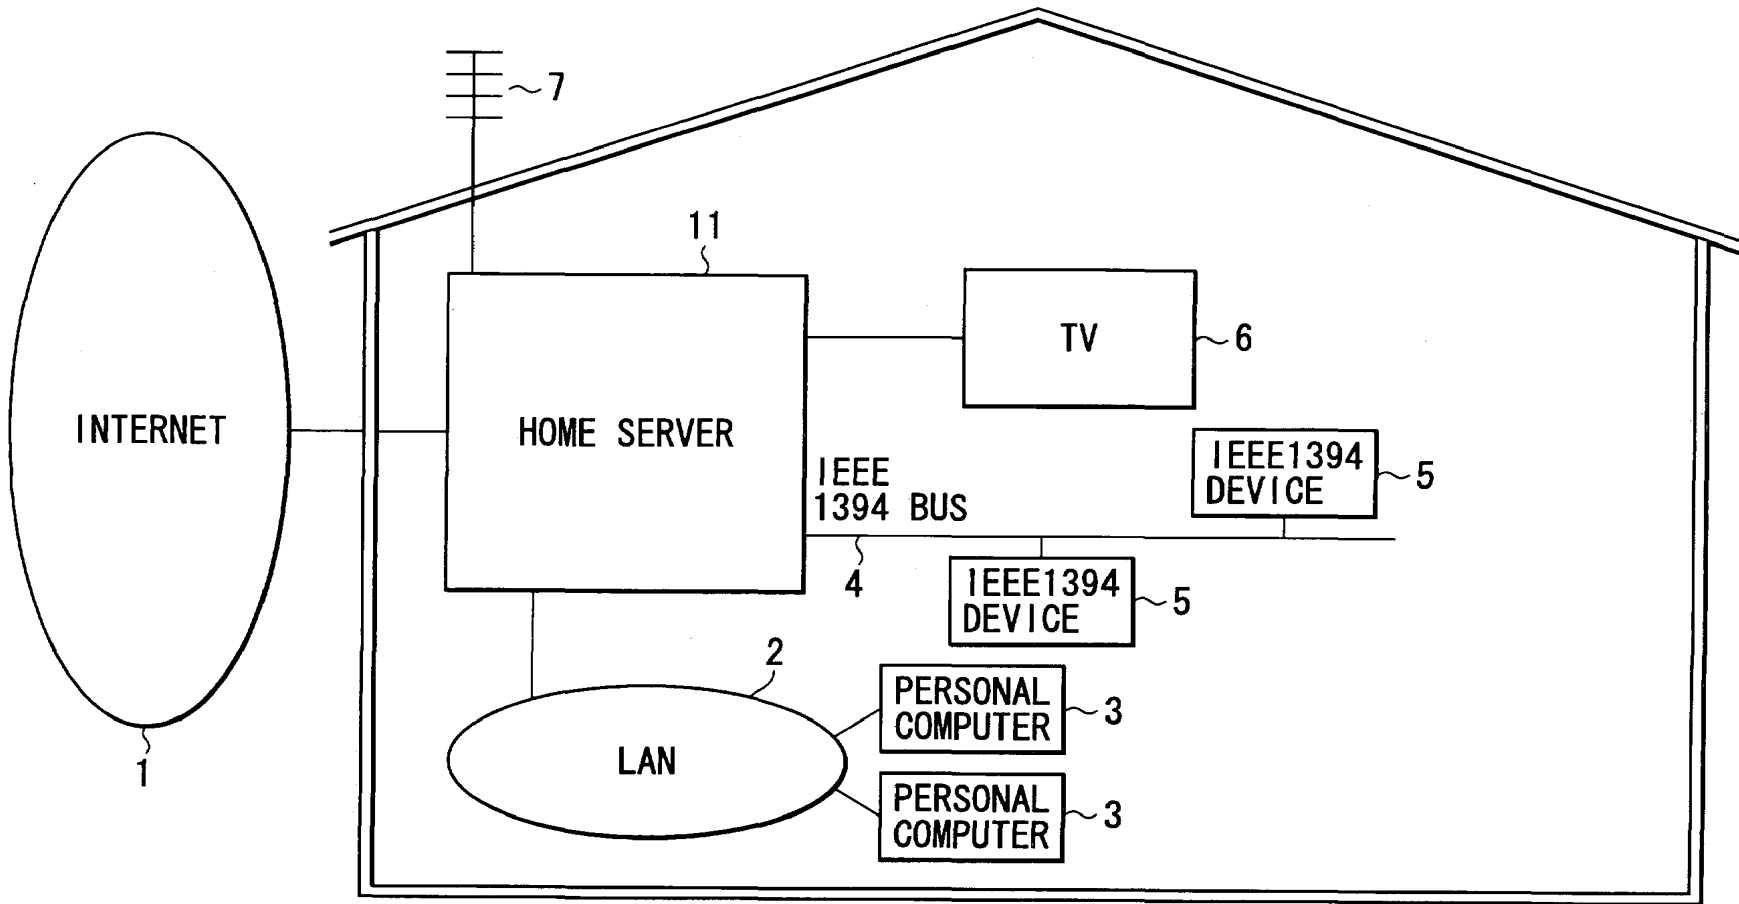 7
11
TV
6
INTERNET
HOME SERVER
IEEE
1394 BUS
IEEE1394
DEVICE
5
4
IEEE1394
DEVICE
5
2
PERSONAL
COMPUTER
3
LAN
1
PERSONAL
COMPUTER
3